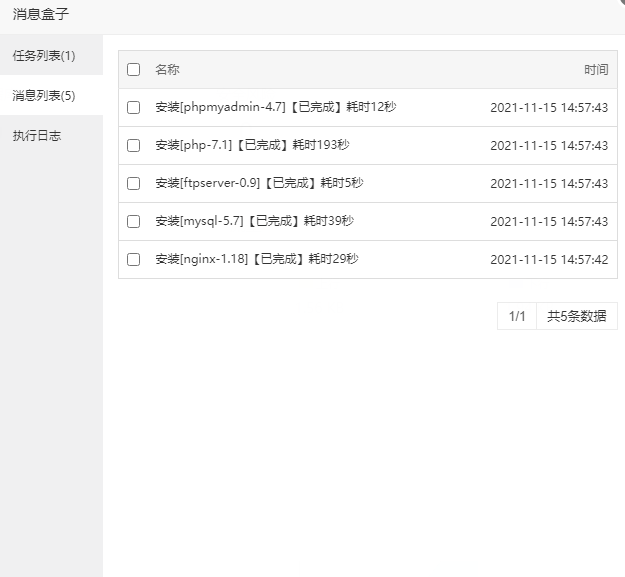 消息盒子
任务列表(1)
消息列表(5)
执行日志
名称 时间
安装[phpmyadmin-4.7]【已完成】耗时12秒 2021-11-15 14:57:43
安装[php-7.1]【已完成】耗时193秒 2021-11-15 14:57:43
安装[ftpserver-0.9]【已完成】耗时5秒 2021-11-15 14:57:43
安装[mysql-5.7]【已完成】耗时39秒 2021-11-15 14:57:43
安装[nginx-1.18]【已完成】耗时29秒 2021-11-15 14:57:42
1/1 共5条数据